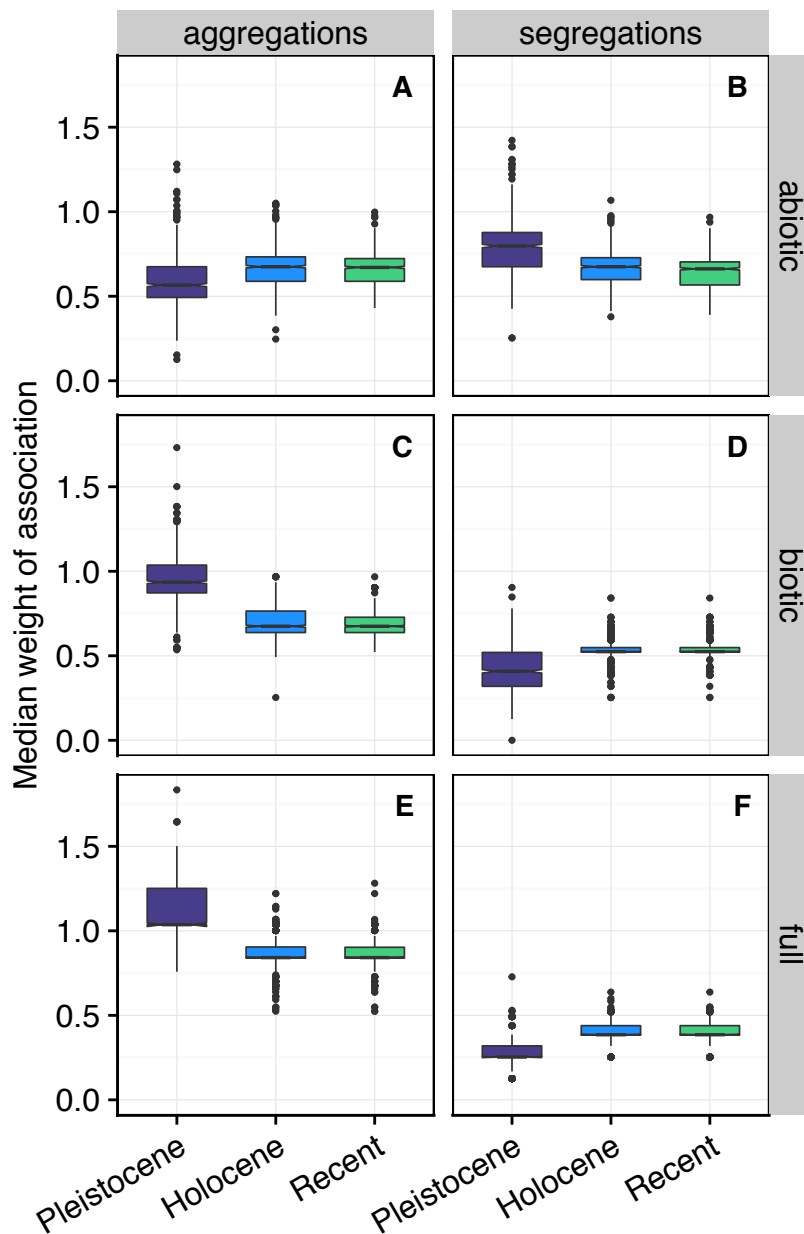 aggregations segregations
A B
1.5
1.0
0.5
0.0
abiotic
C D
1.5
1.0
0.5
0.0
biotic
E F
1.5
1.0
0.5
0.0
full
Median weight of association
Pleistocene Holocene Recent Pleistocene Holocene Recent